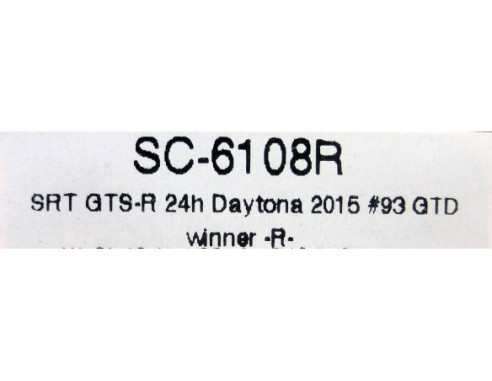 SC-6108R
SRT GTS-R 24h Daytona 2015 #93 GTD
winner -R-